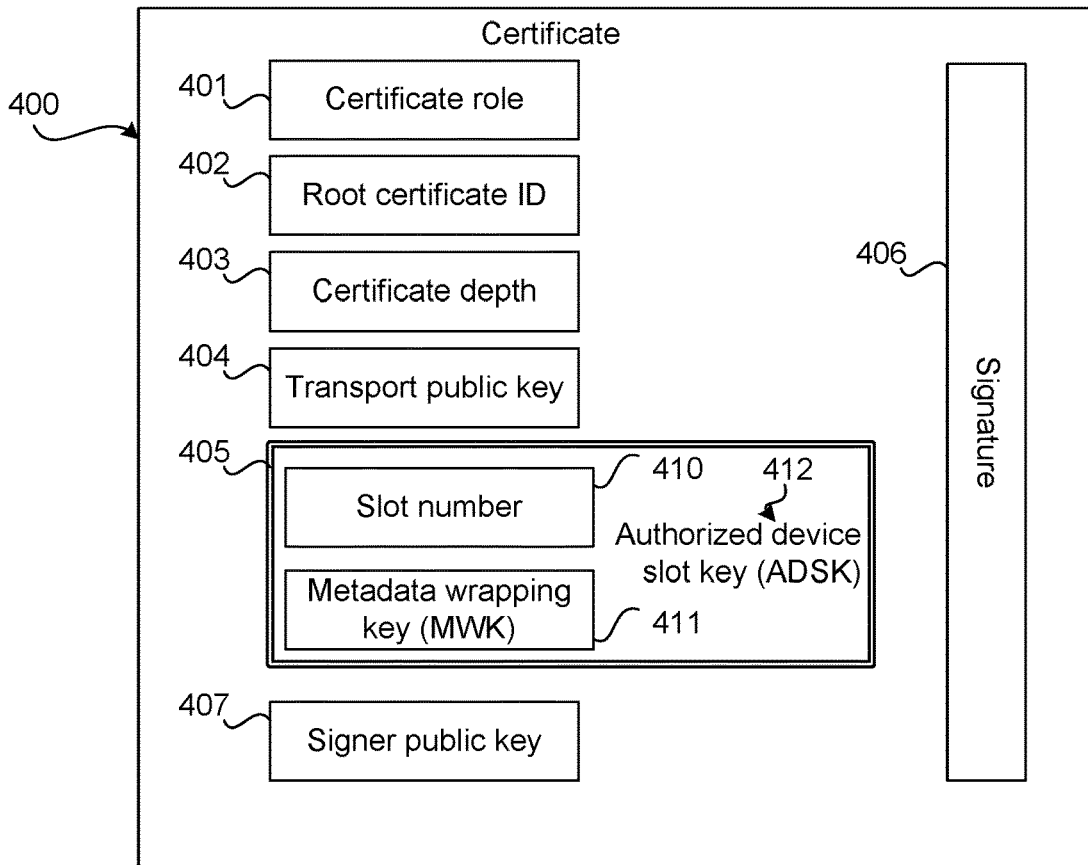 Certificate
400
401
Certificate role
402
Root certificate ID
403
Certificate depth
404
Transport public key
405
Slot number
410
412
Authorized device
slot key (ADSK)
Metadata wrapping
key (MWK)
411
407
Signer public key
406
Signature